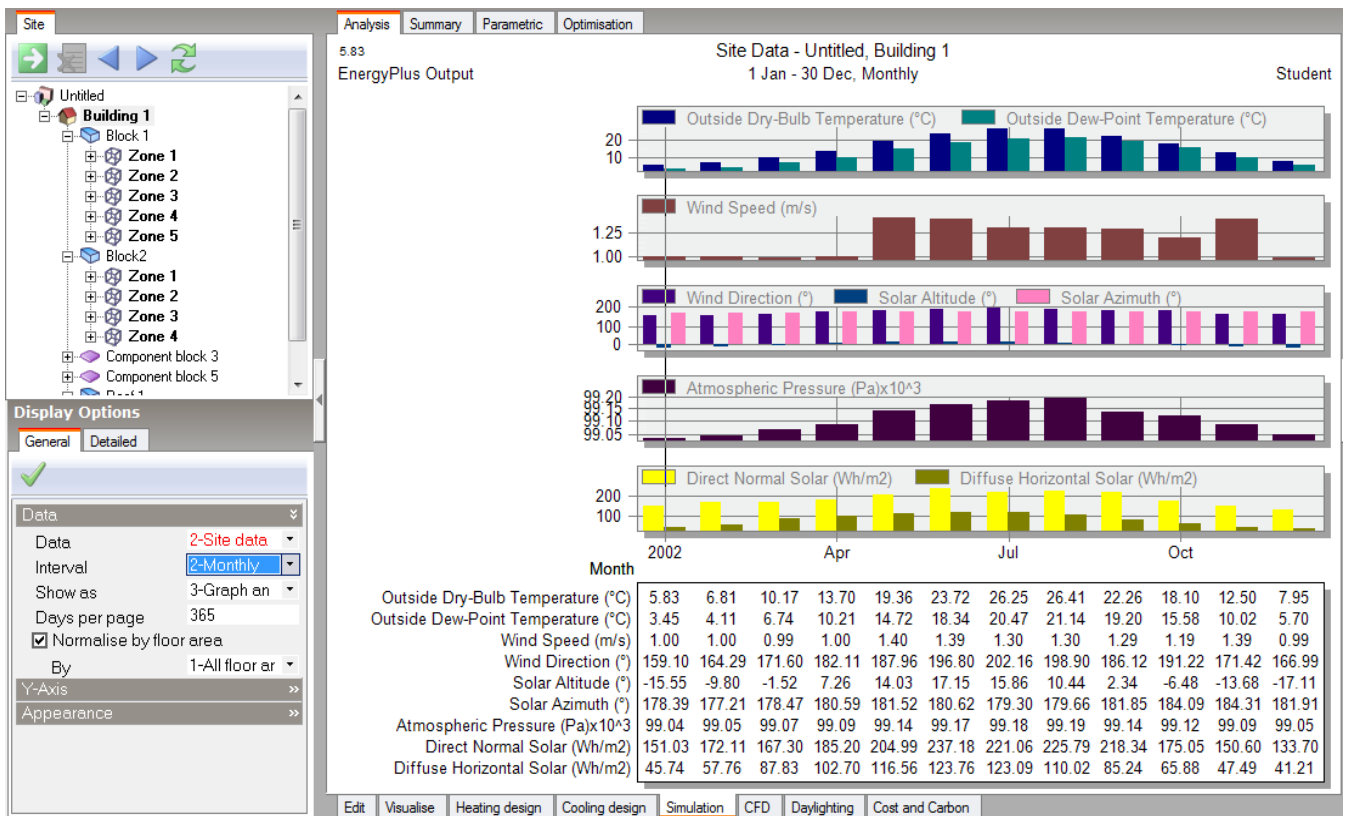 Site
Untitled
Building 1
Block 1
Zone 1
Zone 2
Zone 3
Zone 4
Zone 5
Block2
Zone 1
Zone 2
Zone 3
Zone 4
Component block 3
Component block 5
Display Options
General Detailed
Data
Data 2-Site data
Interval 2-Monthly
Show as 3-Graph an
Days per page 365
Normalise by floor area
By 1-All floor ar
Y-Axis
Appearance
Analysis Summary Parametric Optimisation
5.83 Site Data - Untitled, Building 1
EnergyPlus Output 1 Jan - 30 Dec, Monthly Student
Outside Dry-Bulb Temperature (°C) Outside Dew-Point Temperature (°C)
20
10
Wind Speed (m/s)
1.25
1.00
Wind Direction (°) Solar Altitude (°) Solar Azimuth (°)
200
100
0
Atmospheric Pressure (Pa)x10^3
99.20
99.15
99.10
99.05
Direct Normal Solar (Wh/m2) Diffuse Horizontal Solar (Wh/m2)
200
100
2002 Apr Jul Oct
Month
Outside Dry-Bulb Temperature (°C) 5.83 6.81 10.17 13.70 19.36 23.72 26.25 26.41 22.26 18.10 12.50 7.95
Outside Dew-Point Temperature (°C) 3.45 4.11 6.74 10.21 14.72 18.34 20.47 21.14 19.20 15.58 10.02 5.70
Wind Speed (m/s) 1.00 1.00 0.99 1.00 1.40 1.39 1.30 1.30 1.29 1.19 1.39 0.99
Wind Direction (°) 159.10 164.29 171.60 182.11 187.96 196.80 202.16 198.90 186.12 191.22 171.42 166.99
Solar Altitude (°) -15.55 -9.80 -1.52 7.26 14.03 17.15 15.86 10.44 2.34 -6.48 -13.68 -17.11
Solar Azimuth (°) 178.39 177.21 178.47 180.59 181.52 180.62 179.30 179.66 181.85 184.09 184.31 181.91
Atmospheric Pressure (Pa)x10^3 99.04 99.05 99.07 99.09 99.14 99.17 99.18 99.19 99.14 99.12 99.09 99.05
Direct Normal Solar (Wh/m2) 151.03 172.11 167.30 185.20 204.99 237.18 221.06 225.79 218.34 175.05 150.60 133.70
Diffuse Horizontal Solar (Wh/m2) 45.74 57.76 87.83 102.70 116.56 123.76 123.09 110.02 85.24 65.88 47.49 41.21
Edit Visualise Heating design Cooling design Simulation CFD Daylighting Cost and Carbon